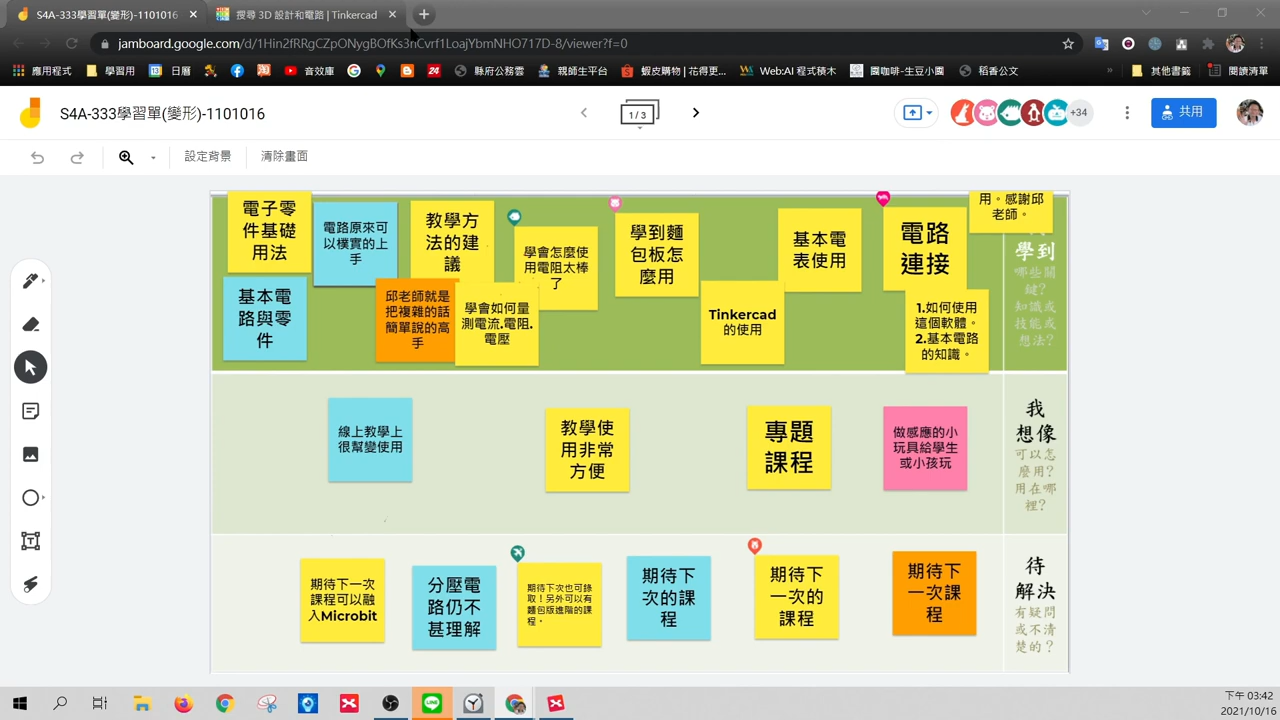 S4A-333學習單(變形)-1101016
搜尋 3D 設計和電路 | Tinkercad
jamboard.google.com/d/1Hin2fRRgCZpONygBOfKs3nCvrf1LoajYbmNHO717D-8/viewer?f=0
應用程式
學習用
日曆
音效庫
縣府公務雲
親師生平台
蝦皮購物 | 花得更...
Web:AI 程式積木
國咖啡-生豆小圈
稻香公文
»
其他書籤
閱讀清單
S4A-333學習單(變形)-1101016
1 / 3
+34
共用
設定背景
清除畫面
電子零
件基礎
用法
電路原來可
以樸實的上
手
教學方
法的建
議
學會怎麼使
用電阻太棒
了
學到麵
包板怎
麼用
基本電
表使用
電路
連接
用。感謝邱
老師。
基本電
路與零
件
邱老師就是
把複雜的話
簡單說的高
手
學會如何量
測電流.電阻.
電壓
Tinkercad
的使用
1.如何使用
這個軟體。
2.基本電路
的知識。
學到
哪些關
鍵?
知識或
技能或
想法?
線上教學上
很幫變使用
教學使
用非常
方便
專題
課程
做感應的小
玩具給學生
或小孩玩
我
想像
可以怎
麼用?
用在哪
裡?
期待下一次
課程可以融
入Microbit
分壓電
路仍不
甚理解
期待下次也可錄
取！另外可以有
麵包版進階的課
程。
期待下
次的課
程
期待下
一次的
課程
期待下
一次課
程
待
解決
有疑問
或不清
楚的？
下午 03:42
2021/10/16